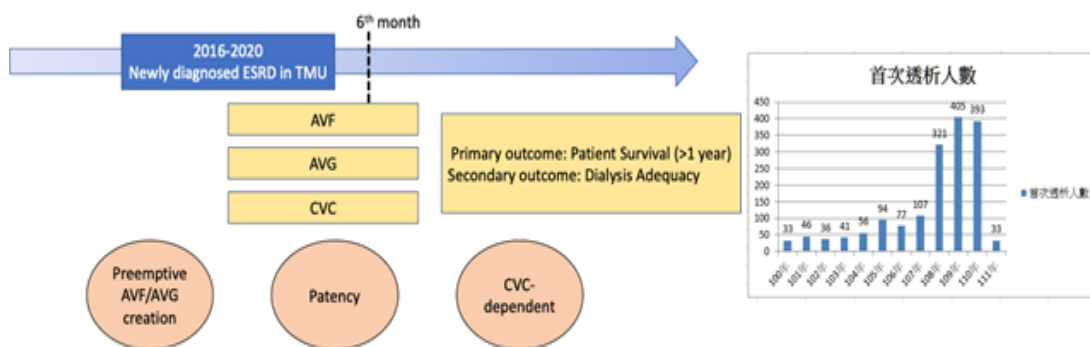 6th month
2016-2020
Newly diagnosed ESRD in TMU
AVF
AVG
CVC
Primary outcome: Patient Survival (>1 year)
Secondary outcome: Dialysis Adequacy
Preemptive
AVF/AVG
creation
Patency
CVC-
dependent
首次透析人數
450
400
350
300
250
200
150
100
50
0
33
46
36
41
56
94
77
107
321
405
393
33
100年
101年
102年
103年
104年
105年
106年
107年
108年
109年
110年
111年
首次透析人數